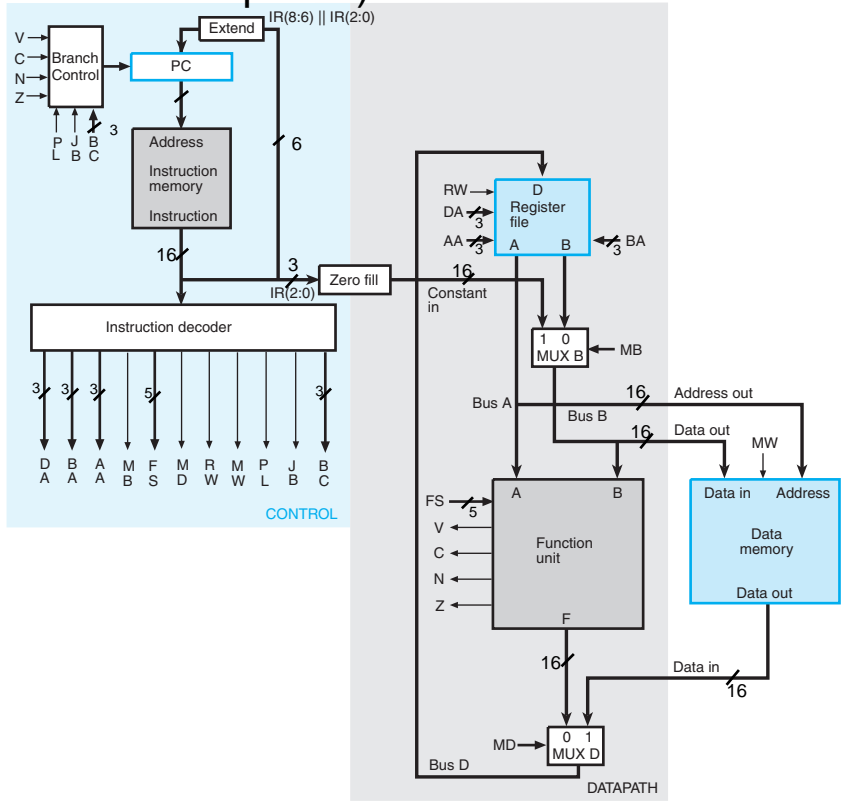 IR(8:6) || IR(2:0)
Extend
V
C
N
Z
Branch
Control
PC
P
L
J
B
B
C
3
Address
Instruction
memory
Instruction
6
16
3
IR(2:0)
Zero fill
16
Constant
in
RW
DA
3
AA
3
D
Register
file
A B
3
BA
Instruction decoder
1 0
MUX B
MB
3
3
3
5
3
D
A
B
A
A
A
M
B
F
S
M
D
R
W
M
W
P
L
J
B
B
C
CONTROL
Bus A
16
Address out
Bus B
16
Data out
MW
FS
5
V
C
N
Z
A B
Function
unit
F
Data in Address
Data
memory
Data out
16
Data in
16
MD
0 1
MUX D
Bus D
DATAPATH